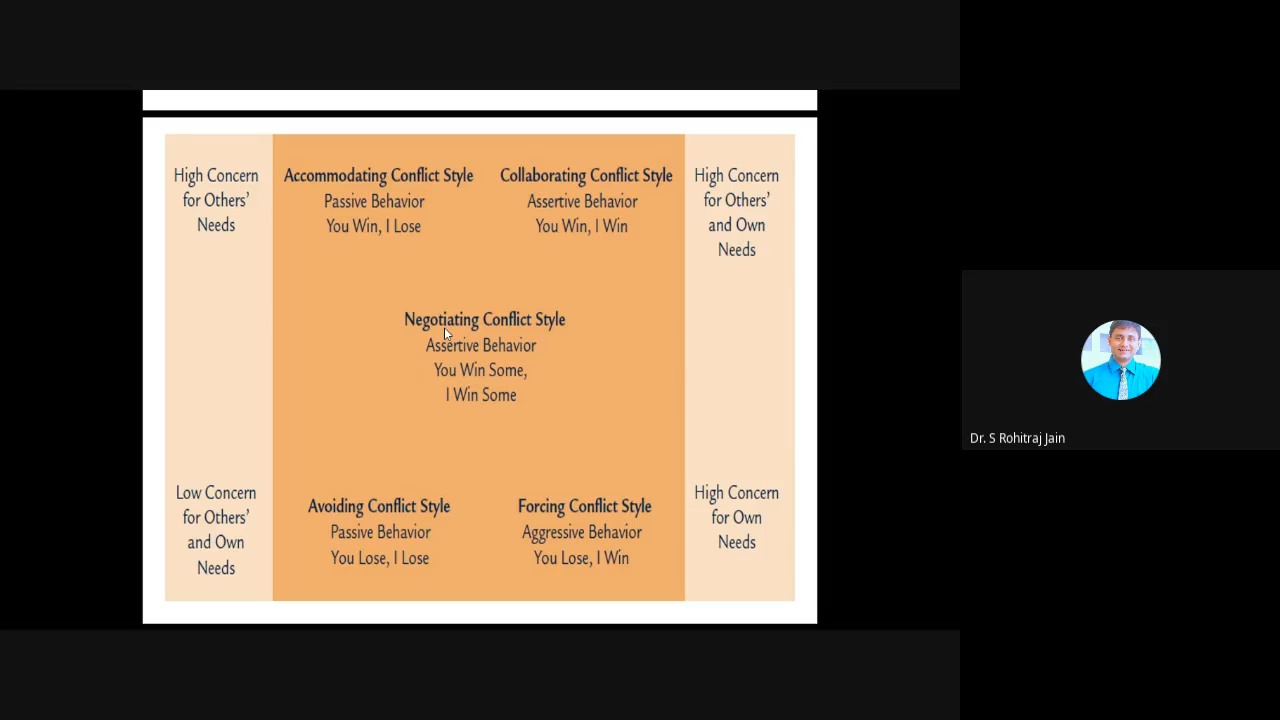 High Concern
for Others’
Needs
Accommodating Conflict Style
Passive Behavior
You Win, I Lose
Collaborating Conflict Style
Assertive Behavior
You Win, I Win
High Concern
for Others’
and Own
Needs
Negotiating Conflict Style
Assertive Behavior
You Win Some,
I Win Some
Low Concern
for Others’
and Own
Needs
Avoiding Conflict Style
Passive Behavior
You Lose, I Lose
Forcing Conflict Style
Aggressive Behavior
You Lose, I Win
High Concern
for Own
Needs
Dr. S Rohitraj Jain